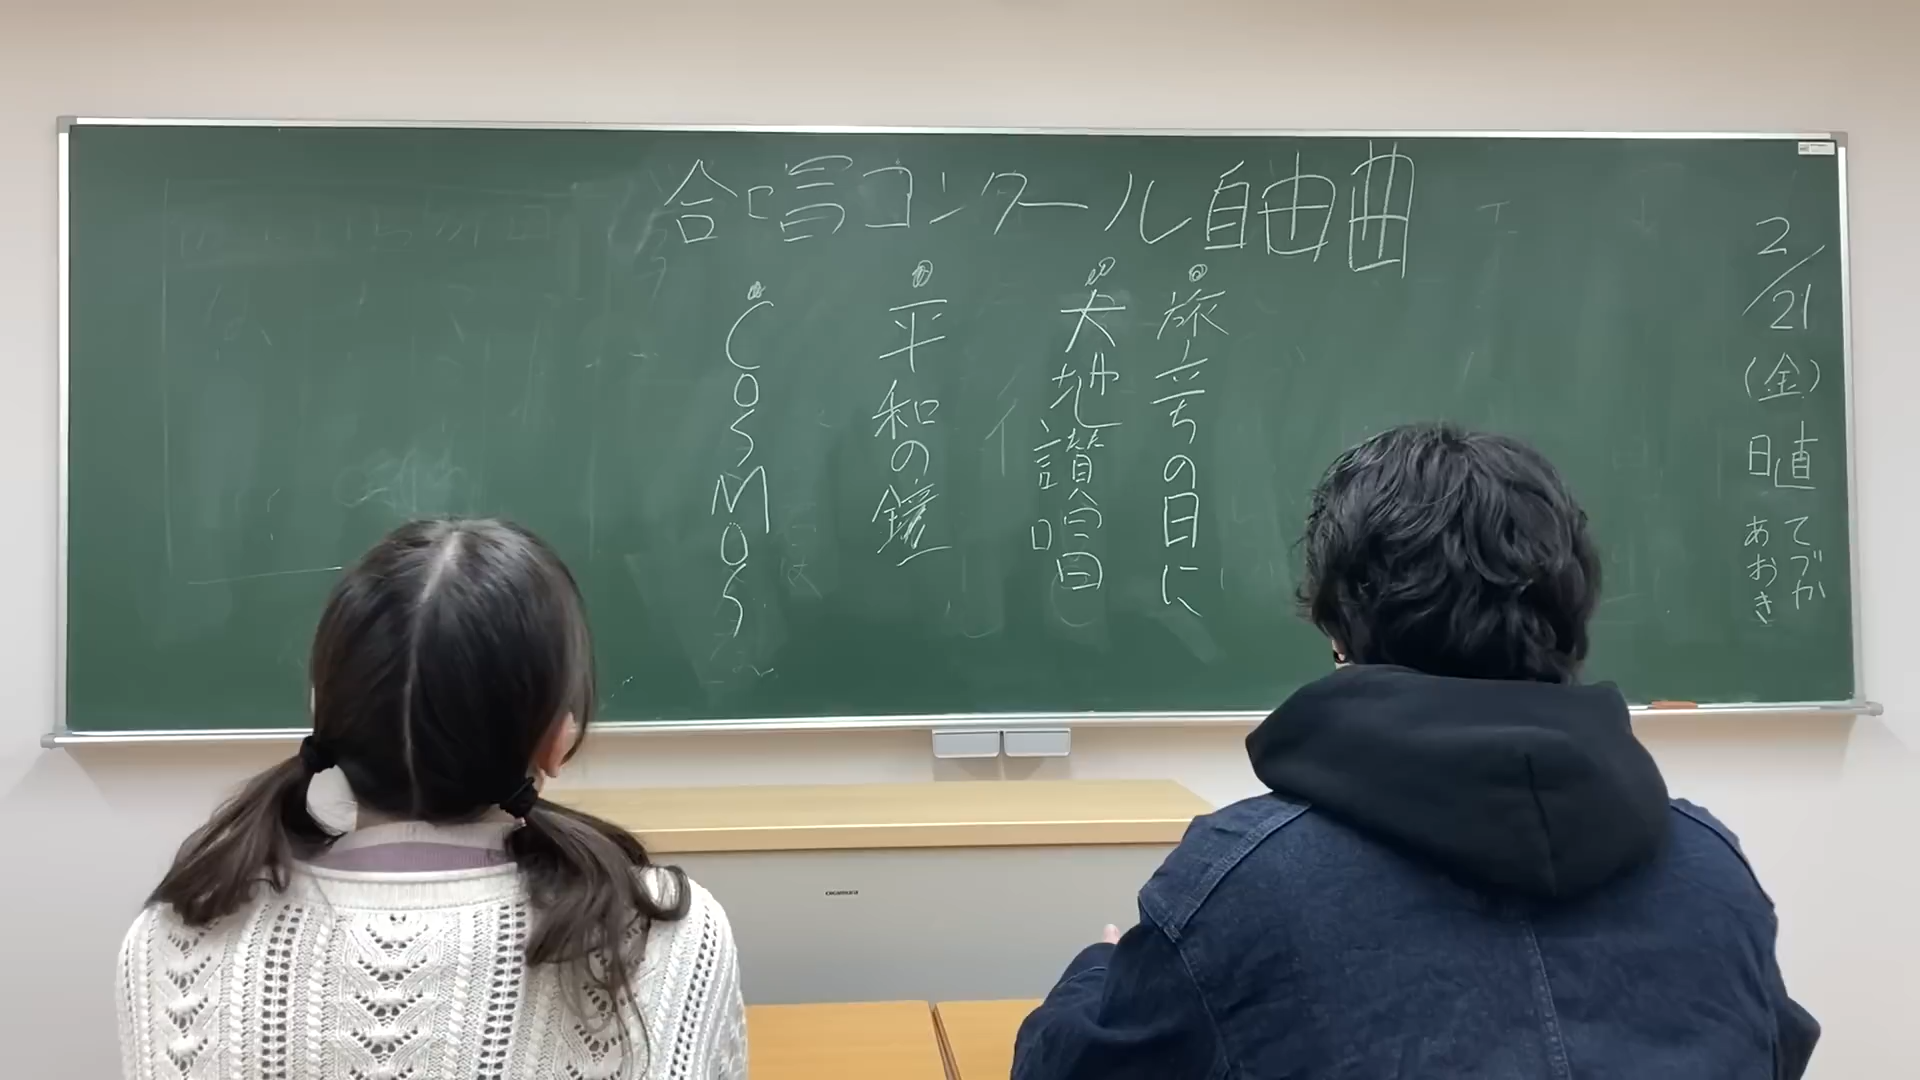 合唱コンクール自由曲
2/21
(金)
日直
てづか
あおき
旅立ちの日に
大地讃唱
平和の鐘
COSMOS